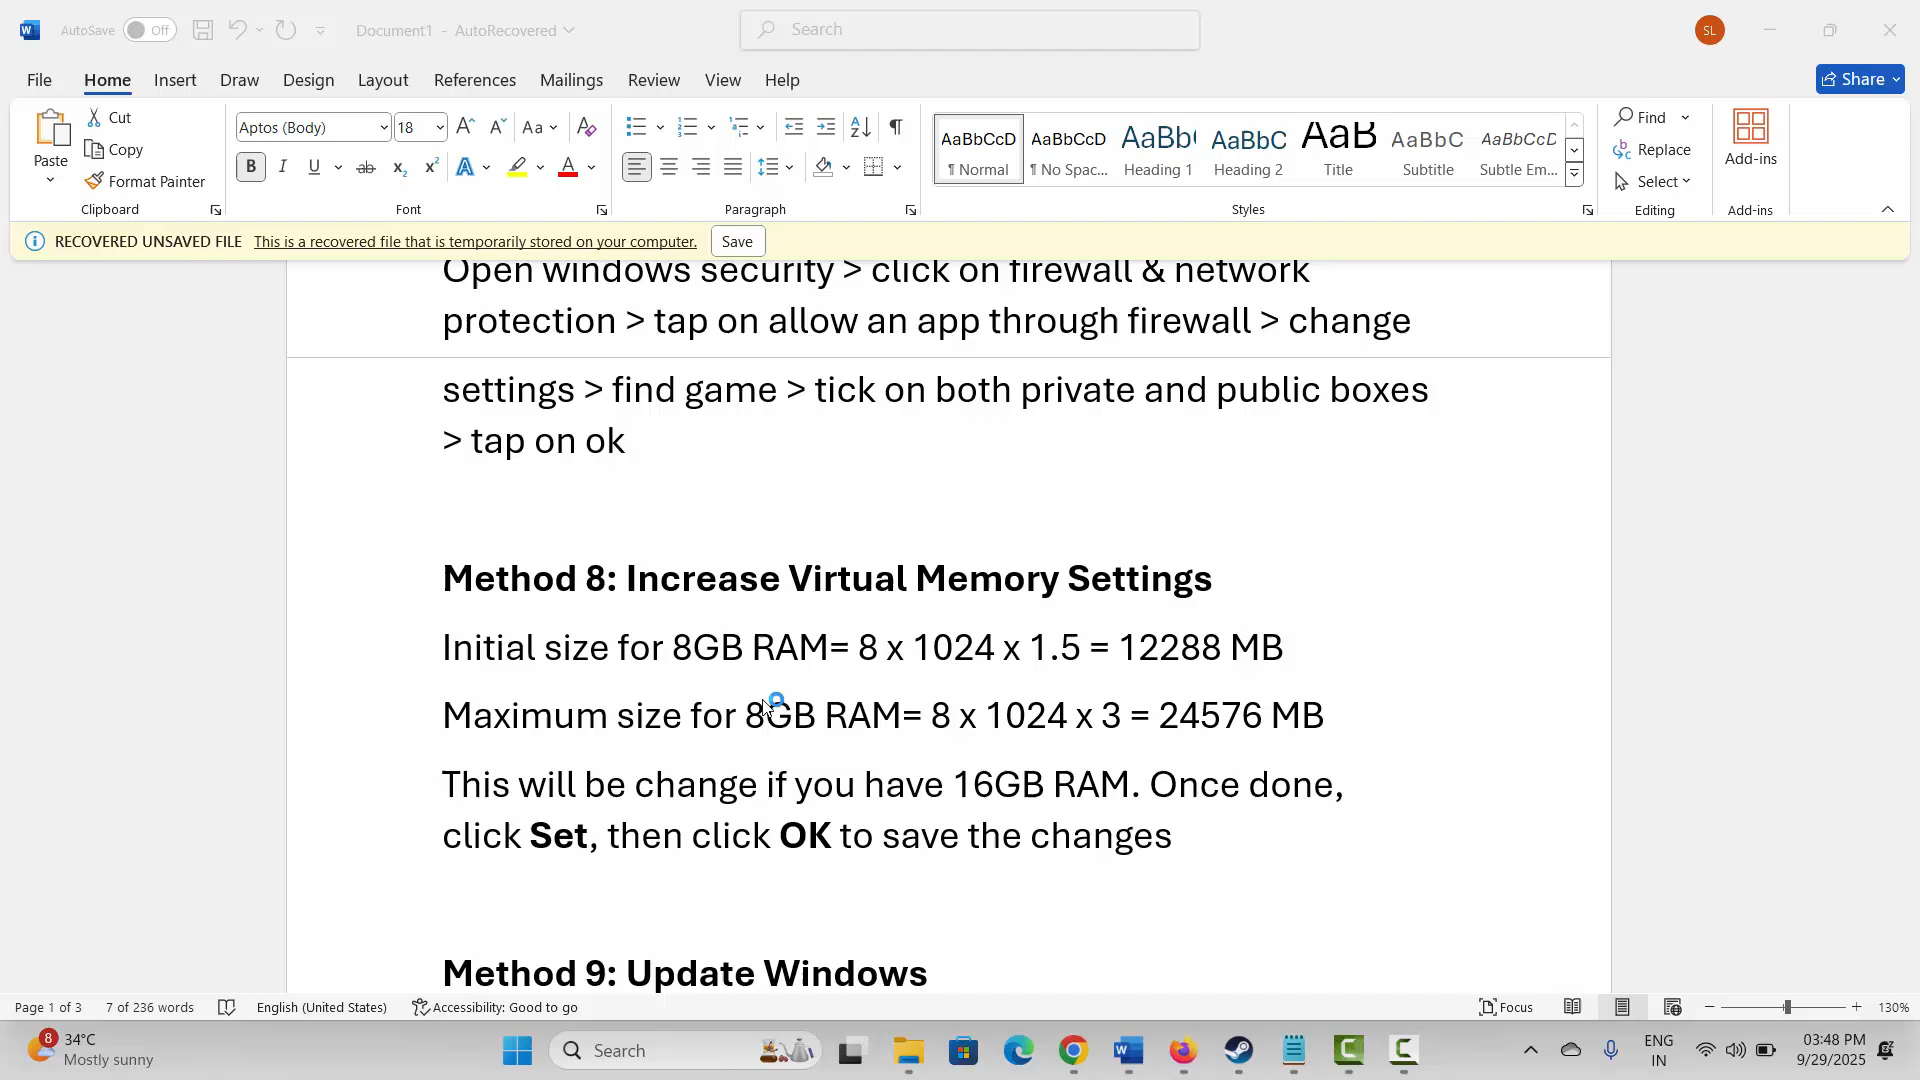 AutoSave Off Document1 - AutoRecovered Search SL
File Home Insert Draw Design Layout References Mailings Review View Help Share
Paste Cut Copy Format Painter
Aptos (Body) 18
AaBbCcD AaBbCcD AaBb( AaBbC AaB AaBbC AaBbCcD
¶ Normal ¶ No Spac... Heading 1 Heading 2 Title Subtitle Subtle Em...
Find Replace Select Add-ins
Clipboard Font Paragraph Styles Editing Add-ins
RECOVERED UNSAVED FILE This is a recovered file that is temporarily stored on your computer. Save
Open windows security > click on firewall & network
protection > tap on allow an app through firewall > change
settings > find game > tick on both private and public boxes
> tap on ok
Method 8: Increase Virtual Memory Settings
Initial size for 8GB RAM= 8 x 1024 x 1.5 = 12288 MB
Maximum size for 8GB RAM= 8 x 1024 x 3 = 24576 MB
This will be change if you have 16GB RAM. Once done,
click Set, then click OK to save the changes
Method 9: Update Windows
Page 1 of 3 7 of 236 words English (United States) Accessibility: Good to go Focus 130%
8 34°C Mostly sunny Search ENG IN 03:48 PM 9/29/2025